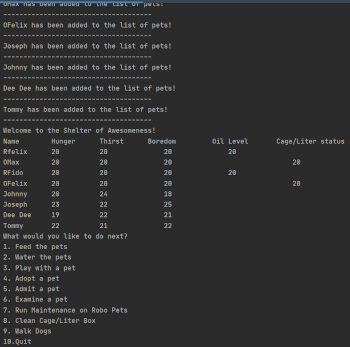 OMax has been added to the list of pets!
-------------------------------------
OFelix has been added to the list of pets!
-------------------------------------
Joseph has been added to the list of pets!
-------------------------------------
Johnny has been added to the list of pets!
-------------------------------------
Dee Dee has been added to the list of pets!
-------------------------------------
Tommy has been added to the list of pets!
-------------------------------------
Welcome to the Shelter of Awesomeness!
Name Hunger Thirst Boredom Oil Level Cage/Liter status
Rfelix 20 20 20 20
OMax 20 20 20 20
RFido 20 20 20 20
OFelix 20 20 20 20
Johnny 20 24 18
Joseph 23 22 25
Dee Dee 19 22 21
Tommy 22 21 22
What would you like to do next?
1. Feed the pets
2. Water the pets
3. Play with a pet
4. Adopt a pet
5. Admit a pet
6. Examine a pet
7. Run Maintenance on Robo Pets
8. Clean Cage/Liter Box
9. Walk Dogs
10.Quit